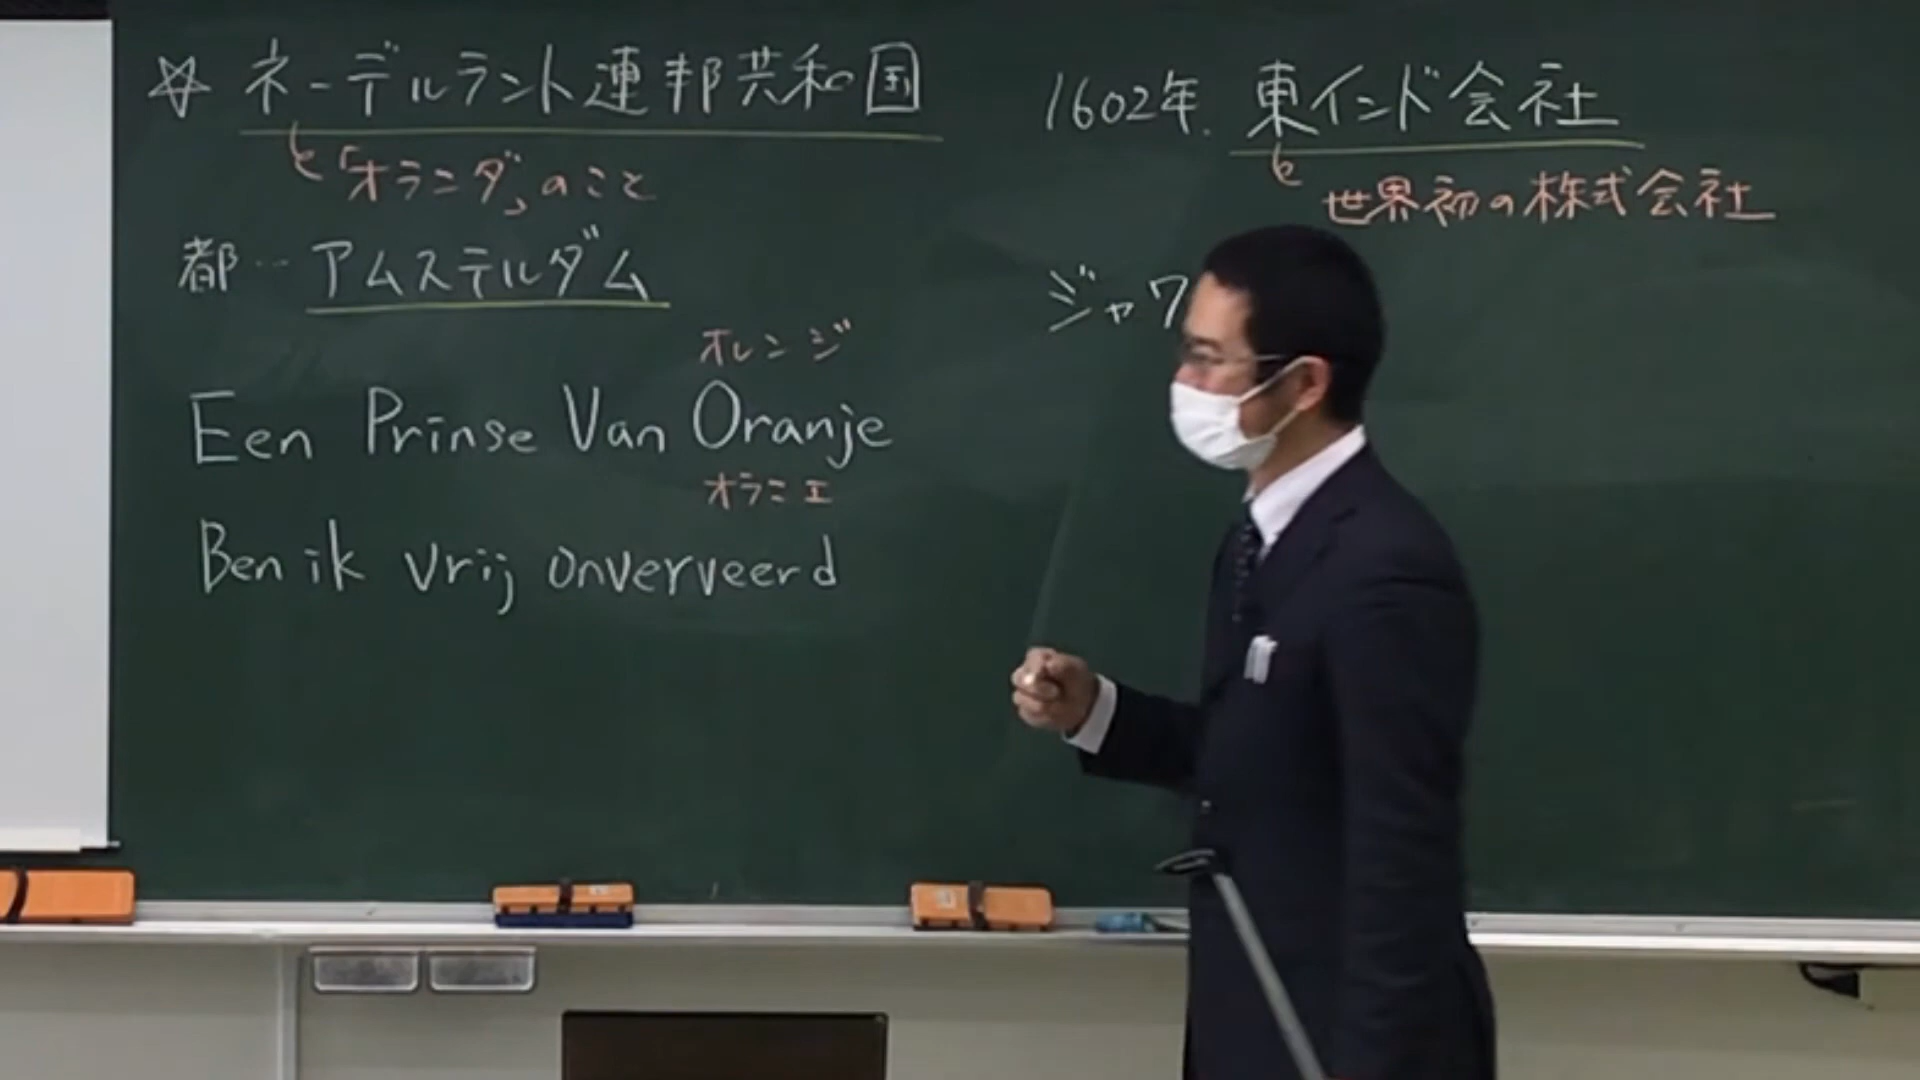 ☆ ネーデルラント連邦共和国
↳「オランダ」のこと
都…アムステルダム
オレンジ
Een Prinse Van Oranje
オラニエ
Ben ik vrij onverveerd
1602年. 東インド会社
↳ 世界初の株式会社
ジャワ